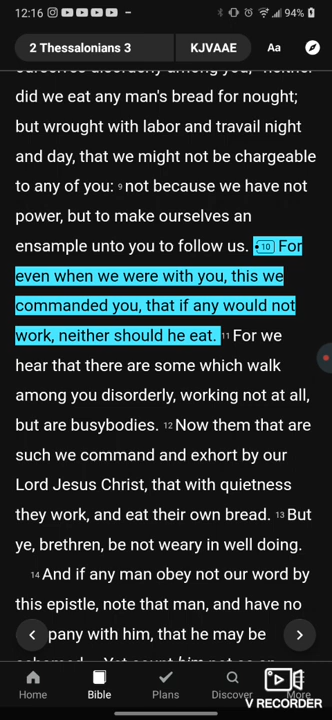 12:16 94%
2 Thessalonians 3 KJVAAE Aa
did we eat any man's bread for nought;
but wrought with labor and travail night
and day, that we might not be chargeable
to any of you: 9 not because we have not
power, but to make ourselves an
ensample unto you to follow us. 10 For
even when we were with you, this we
commanded you, that if any would not
work, neither should he eat. 11 For we
hear that there are some which walk
among you disorderly, working not at all,
but are busybodies. 12 Now them that are
such we command and exhort by our
Lord Jesus Christ, that with quietness
they work, and eat their own bread. 13 But
ye, brethren, be not weary in well doing.
14 And if any man obey not our word by
this epistle, note that man, and have no
pany with him, that he may be
Home Bible Plans Discover More
V RECORDER